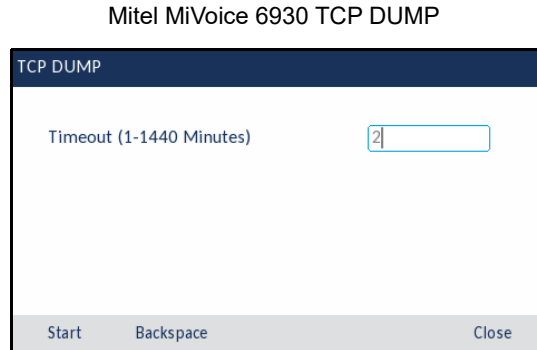 Mitel MiVoice 6930 TCP DUMP
TCP DUMP
Timeout (1-1440 Minutes) 2
Start Backspace Close